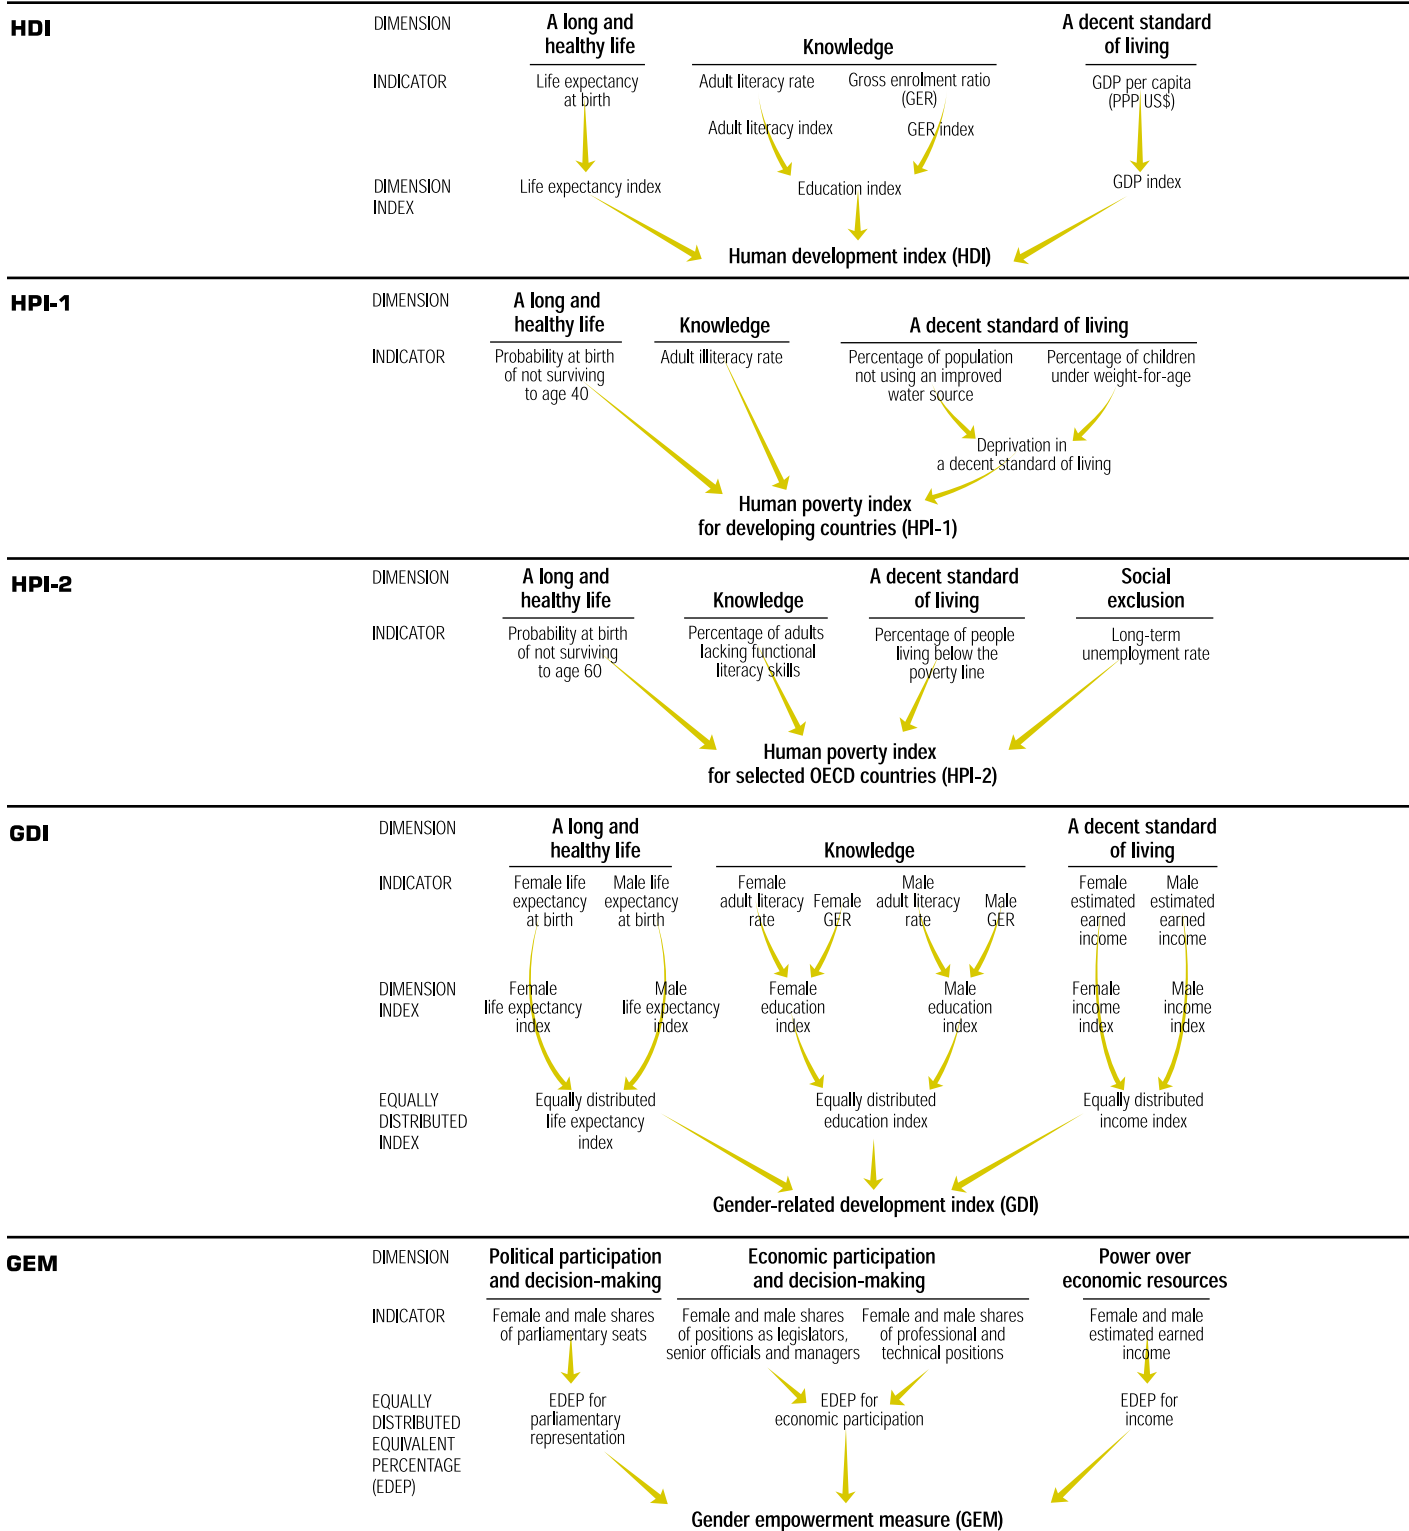 HDI
DIMENSION
A long and
healthy life
Knowledge
A decent standard
of living
INDICATOR
Life expectancy
at birth
Adult literacy rate
Gross enrolment ratio
(GER)
GDP per capita
(PPP US$)
Adult literacy index
GER index
DIMENSION
INDEX
Life expectancy index
Education index
GDP index
Human development index (HDI)
HPI-1
DIMENSION
A long and
healthy life
Knowledge
A decent standard of living
INDICATOR
Probability at birth
of not surviving
to age 40
Adult illiteracy rate
Percentage of population
not using an improved
water source
Percentage of children
under weight-for-age
Deprivation in
a decent standard of living
Human poverty index
for developing countries (HPI-1)
HPI-2
DIMENSION
A long and
healthy life
Knowledge
A decent standard
of living
Social
exclusion
INDICATOR
Probability at birth
of not surviving
to age 60
Percentage of adults
lacking functional
literacy skills
Percentage of people
living below the
poverty line
Long-term
unemployment rate
Human poverty index
for selected OECD countries (HPI-2)
GDI
DIMENSION
A long and
healthy life
Knowledge
A decent standard
of living
INDICATOR
Female life
expectancy
at birth
Male life
expectancy
at birth
Female
adult literacy
rate
Female
GER
Male
adult literacy
rate
Male
GER
Female
estimated
earned
income
Male
estimated
earned
income
DIMENSION
INDEX
Female
life expectancy
index
Male
life expectancy
index
Female
education
index
Male
education
index
Female
income
index
Male
income
index
EQUALLY
DISTRIBUTED
INDEX
Equally distributed
life expectancy
index
Equally distributed
education index
Equally distributed
income index
Gender-related development index (GDI)
GEM
DIMENSION
Political participation
and decision-making
Economic participation
and decision-making
Power over
economic resources
INDICATOR
Female and male shares
of parliamentary seats
Female and male shares
of positions as legislators,
senior officials and managers
Female and male shares
of professional and
technical positions
Female and male
estimated earned
income
EQUALLY
DISTRIBUTED
EQUIVALENT
PERCENTAGE
(EDEP)
EDEP for
parliamentary
representation
EDEP for
economic participation
EDEP for
income
Gender empowerment measure (GEM)